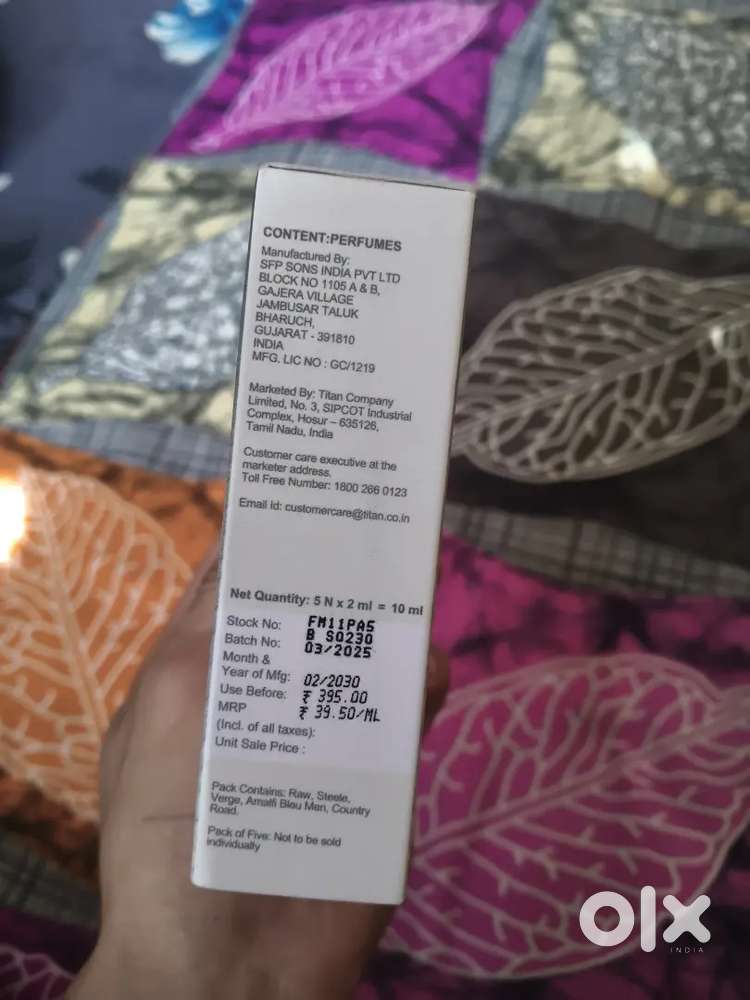 CONTENT:PERFUMES
Manufactured By:
SFP SONS INDIA PVT LTD
BLOCK NO 1105 A & B,
GAJERA VILLAGE
JAMBUSAR TALUK
BHARUCH,
GUJARAT - 391810
INDIA
MFG. LIC NO : GC/1219
Marketed By: Titan Company
Limited, No. 3, SIPCOT Industrial
Complex, Hosur – 635126,
Tamil Nadu, India
Customer care executive at the
marketer address.
Toll Free Number: 1800 266 0123
Email id: customercare@titan.co.in
Net Quantity: 5 N x 2 ml = 10 ml
Stock No: FM11PA5
Batch No: B SO230
Month & 03/2025
Year of Mfg:
Use Before: 02/2030
MRP ₹ 395.00
(Incl. of all taxes): ₹ 39.50/ML
Unit Sale Price :
Pack Contains: Raw, Steele,
Verge, Amalfi Bleu Men, Country
Road.
Pack of Five: Not to be sold
individually
olx
INDIA